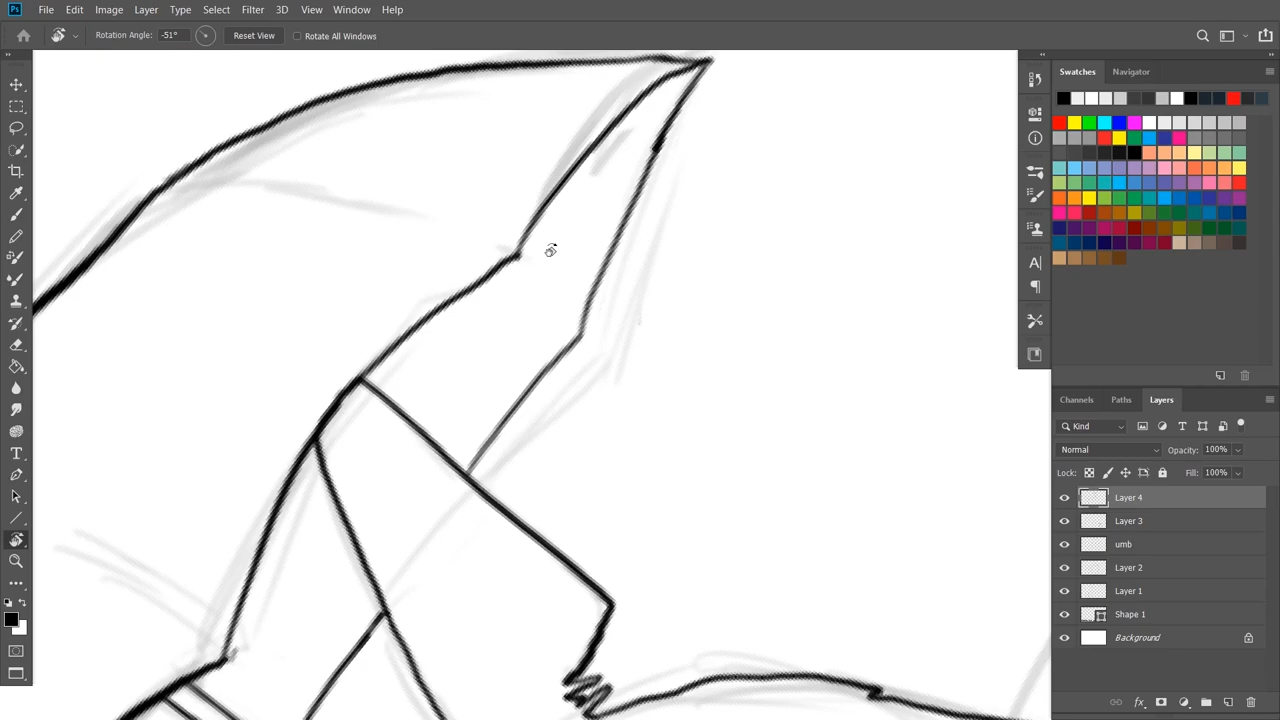 Ps File Edit Image Layer Type Select Filter 3D View Window Help
Rotation Angle: -51° Reset View Rotate All Windows
Swatches Navigator
Channels Paths Layers
Kind
Normal Opacity: 100%
Lock: Fill: 100%
Layer 4
Layer 3
umb
Layer 2
Layer 1
Shape 1
Background